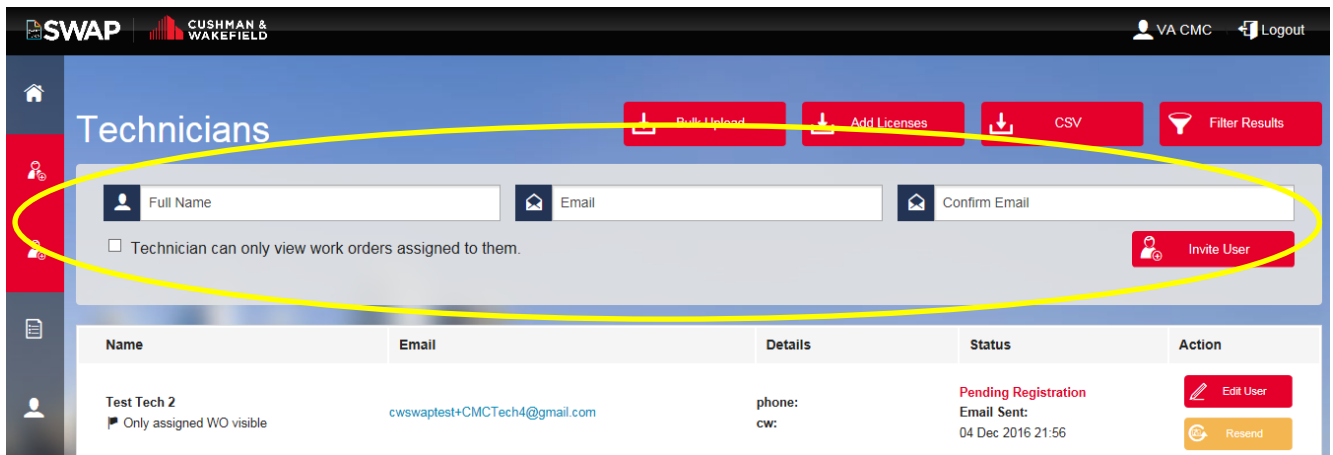 SWAP CUSHMAN & WAKEFIELD VA CMC Logout
Technicians Bulk Upload Add Licenses CSV Filter Results
Full Name Email Confirm Email
Technician can only view work orders assigned to them. Invite User
Name Email Details Status Action
Test Tech 2 cwswaptest+CMCTech4@gmail.com phone: Pending Registration Edit User
Only assigned WO visible cw: Email Sent:
04 Dec 2016 21:56 Resend